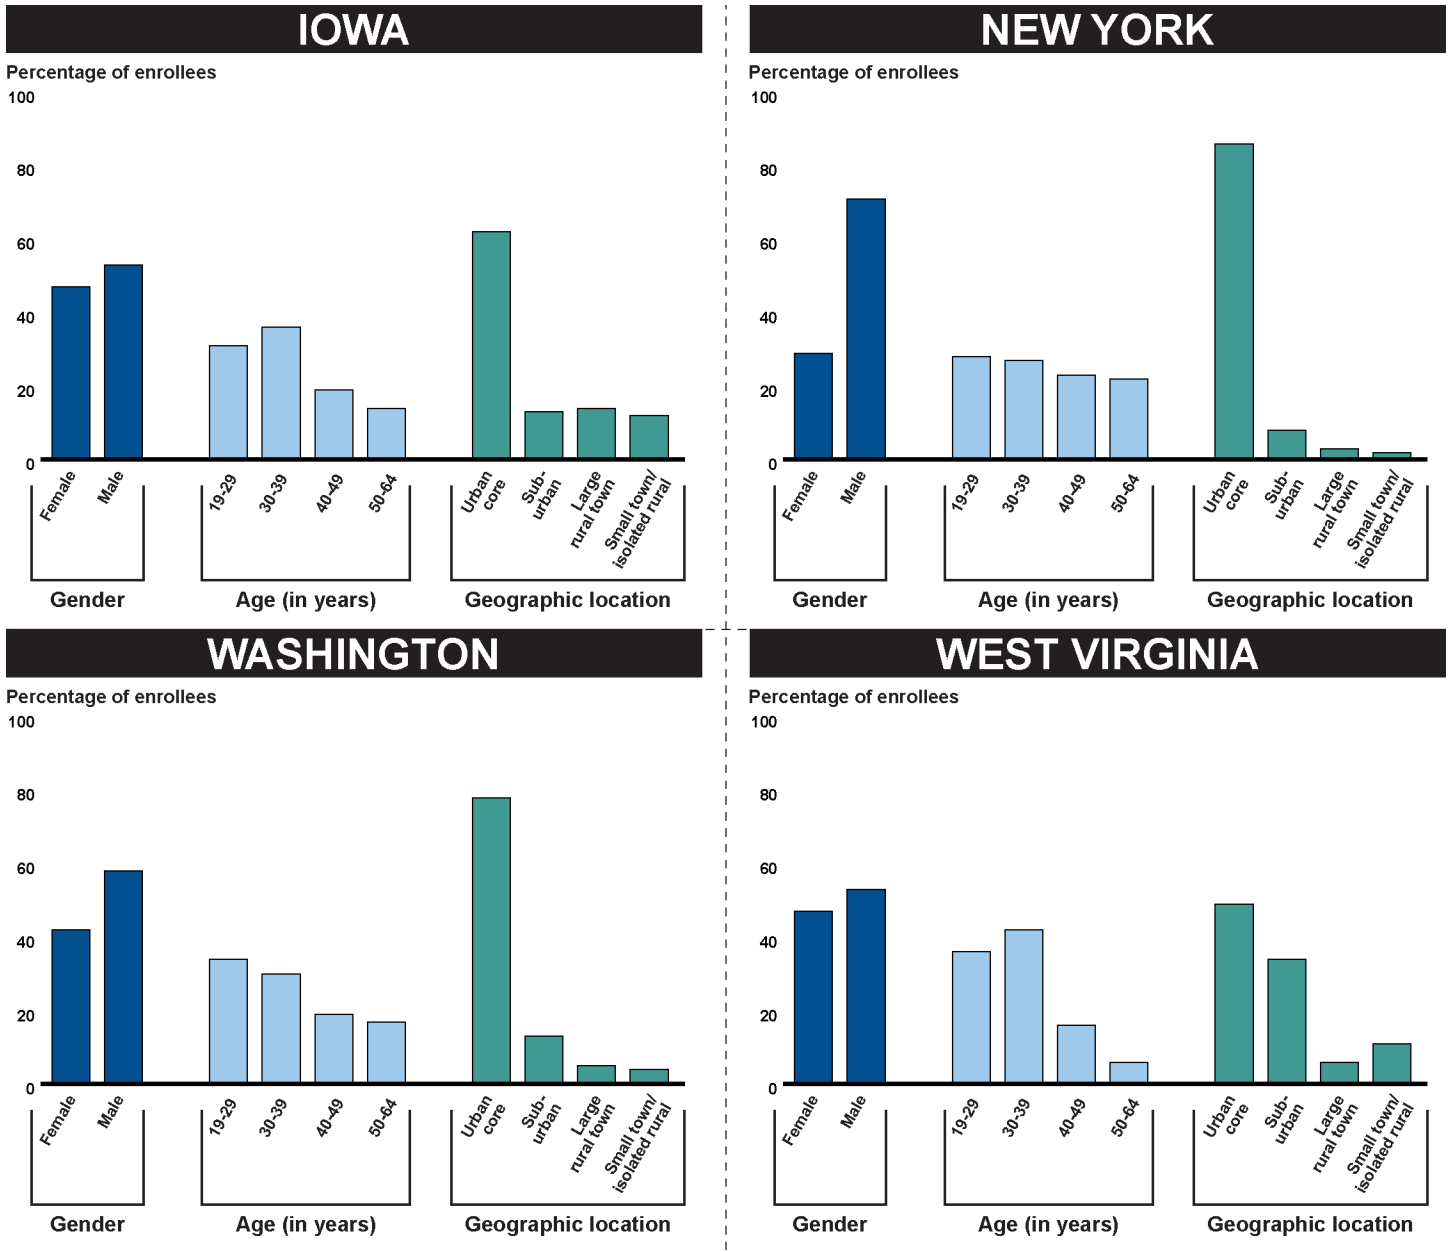 IOWA
Percentage of enrollees
100
80
60
40
20
0
Female
Male
19-29
30-39
40-49
50-64
Urban
core
Sub-
urban
Large
rural town
Small town/
isolated rural
Gender
Age (in years)
Geographic location
NEW YORK
Percentage of enrollees
100
80
60
40
20
0
Female
Male
19-29
30-39
40-49
50-64
Urban
core
Sub-
urban
Large
rural town
Small town/
isolated rural
Gender
Age (in years)
Geographic location
WASHINGTON
Percentage of enrollees
100
80
60
40
20
0
Female
Male
19-29
30-39
40-49
50-64
Urban
core
Sub-
urban
Large
rural town
Small town/
isolated rural
Gender
Age (in years)
Geographic location
WEST VIRGINIA
Percentage of enrollees
100
80
60
40
20
0
Female
Male
19-29
30-39
40-49
50-64
Urban
core
Sub-
urban
Large
rural town
Small town/
isolated rural
Gender
Age (in years)
Geographic location